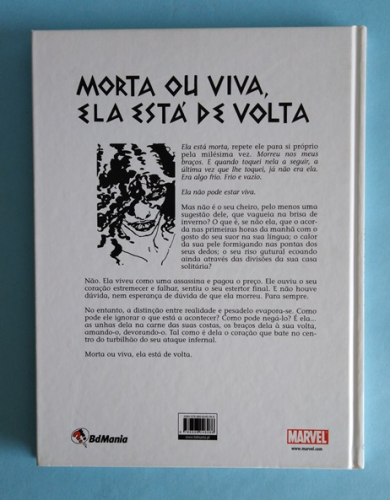 MORTA OU VIVA,
ELA ESTÁ DE VOLTA
Ela está morta, repete ele para si próprio
pela milésima vez. Morreu nos meus
braços. E quando toquei nela a seguir, a
última vez que lhe toquei, já não era ela.
Era algo frio. Frio e vazio.
Ela não pode estar viva.
Mas não é o seu cheiro, pelo menos uma
sugestão dele, que vagueia na brisa de
inverno? O que é, se não ela, que o acor-
da nas primeiras horas da manhã com o
gosto do seu suor na sua língua; o calor
da sua pele formigando nas pontas dos
seus dedos; o seu riso gutural ecoando
ainda através das divisões da sua casa
solitária?
Não. Ela viveu como uma assassina e pagou o preço. Ele ouviu o seu
coração estremecer e falhar, sentiu o seu estertor final. E não houve
dúvida, nem esperança de dúvida de que ela morreu. Para sempre.
No entanto, a distinção entre realidade e pesadelo evapora-se. Como
pode ele ignorar o que está a acontecer? Como pode negá-lo? É ela...
as unhas dela na carne das suas costas, os braços dela à sua volta,
amando-o, devorando-o. Tal como é dela o coração que bate no cen-
tro do turbilhão do seu ataque infernal.
Morta ou viva, ela está de volta.
BdMania
www.bdmania.pt
MARVEL
www.marvel.com